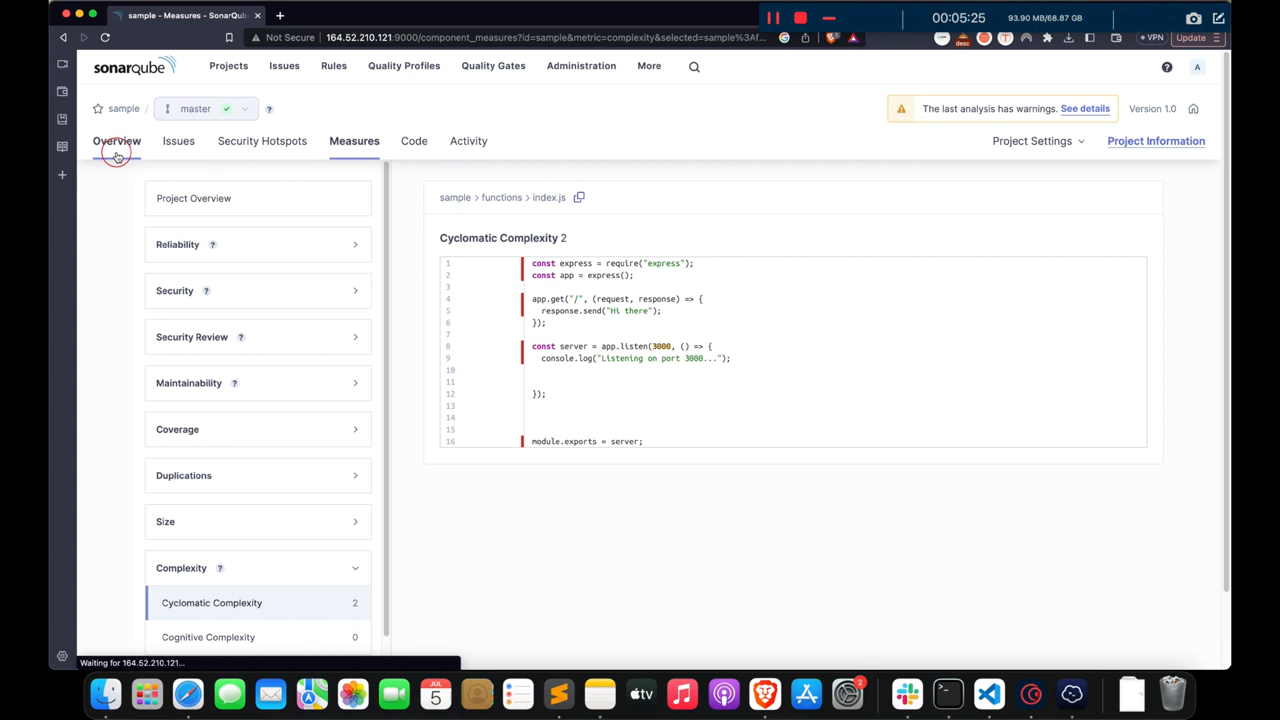 sample - Measures - SonarQub
00:05:25
93.90 MB/68.87 GB
Not Secure 164.52.210.121:9000/component_measures?id=sample&metric=complexity&selected=sample%3Af...
desc
VPN
Update
sonarqube
Projects Issues Rules Quality Profiles Quality Gates Administration More
A
sample / master
The last analysis has warnings. See details
Version 1.0
Overview Issues Security Hotspots Measures Code Activity
Project Settings
Project Information
Project Overview
Reliability ?
Security ?
Security Review ?
Maintainability ?
Coverage
Duplications
Size
Complexity ?
Cyclomatic Complexity 2
Cognitive Complexity 0
sample > functions > index.js
Cyclomatic Complexity 2
1 const express = require("express");
2 const app = express();
3
4 app.get("/", (request, response) => {
5 response.send("Hi there");
6 });
7
8 const server = app.listen(3000, () => {
9 console.log("Listening on port 3000...");
10
11
12 });
13
14
15
16 module.exports = server;
Waiting for 164.52.210.121...
JUL
5
tv
2